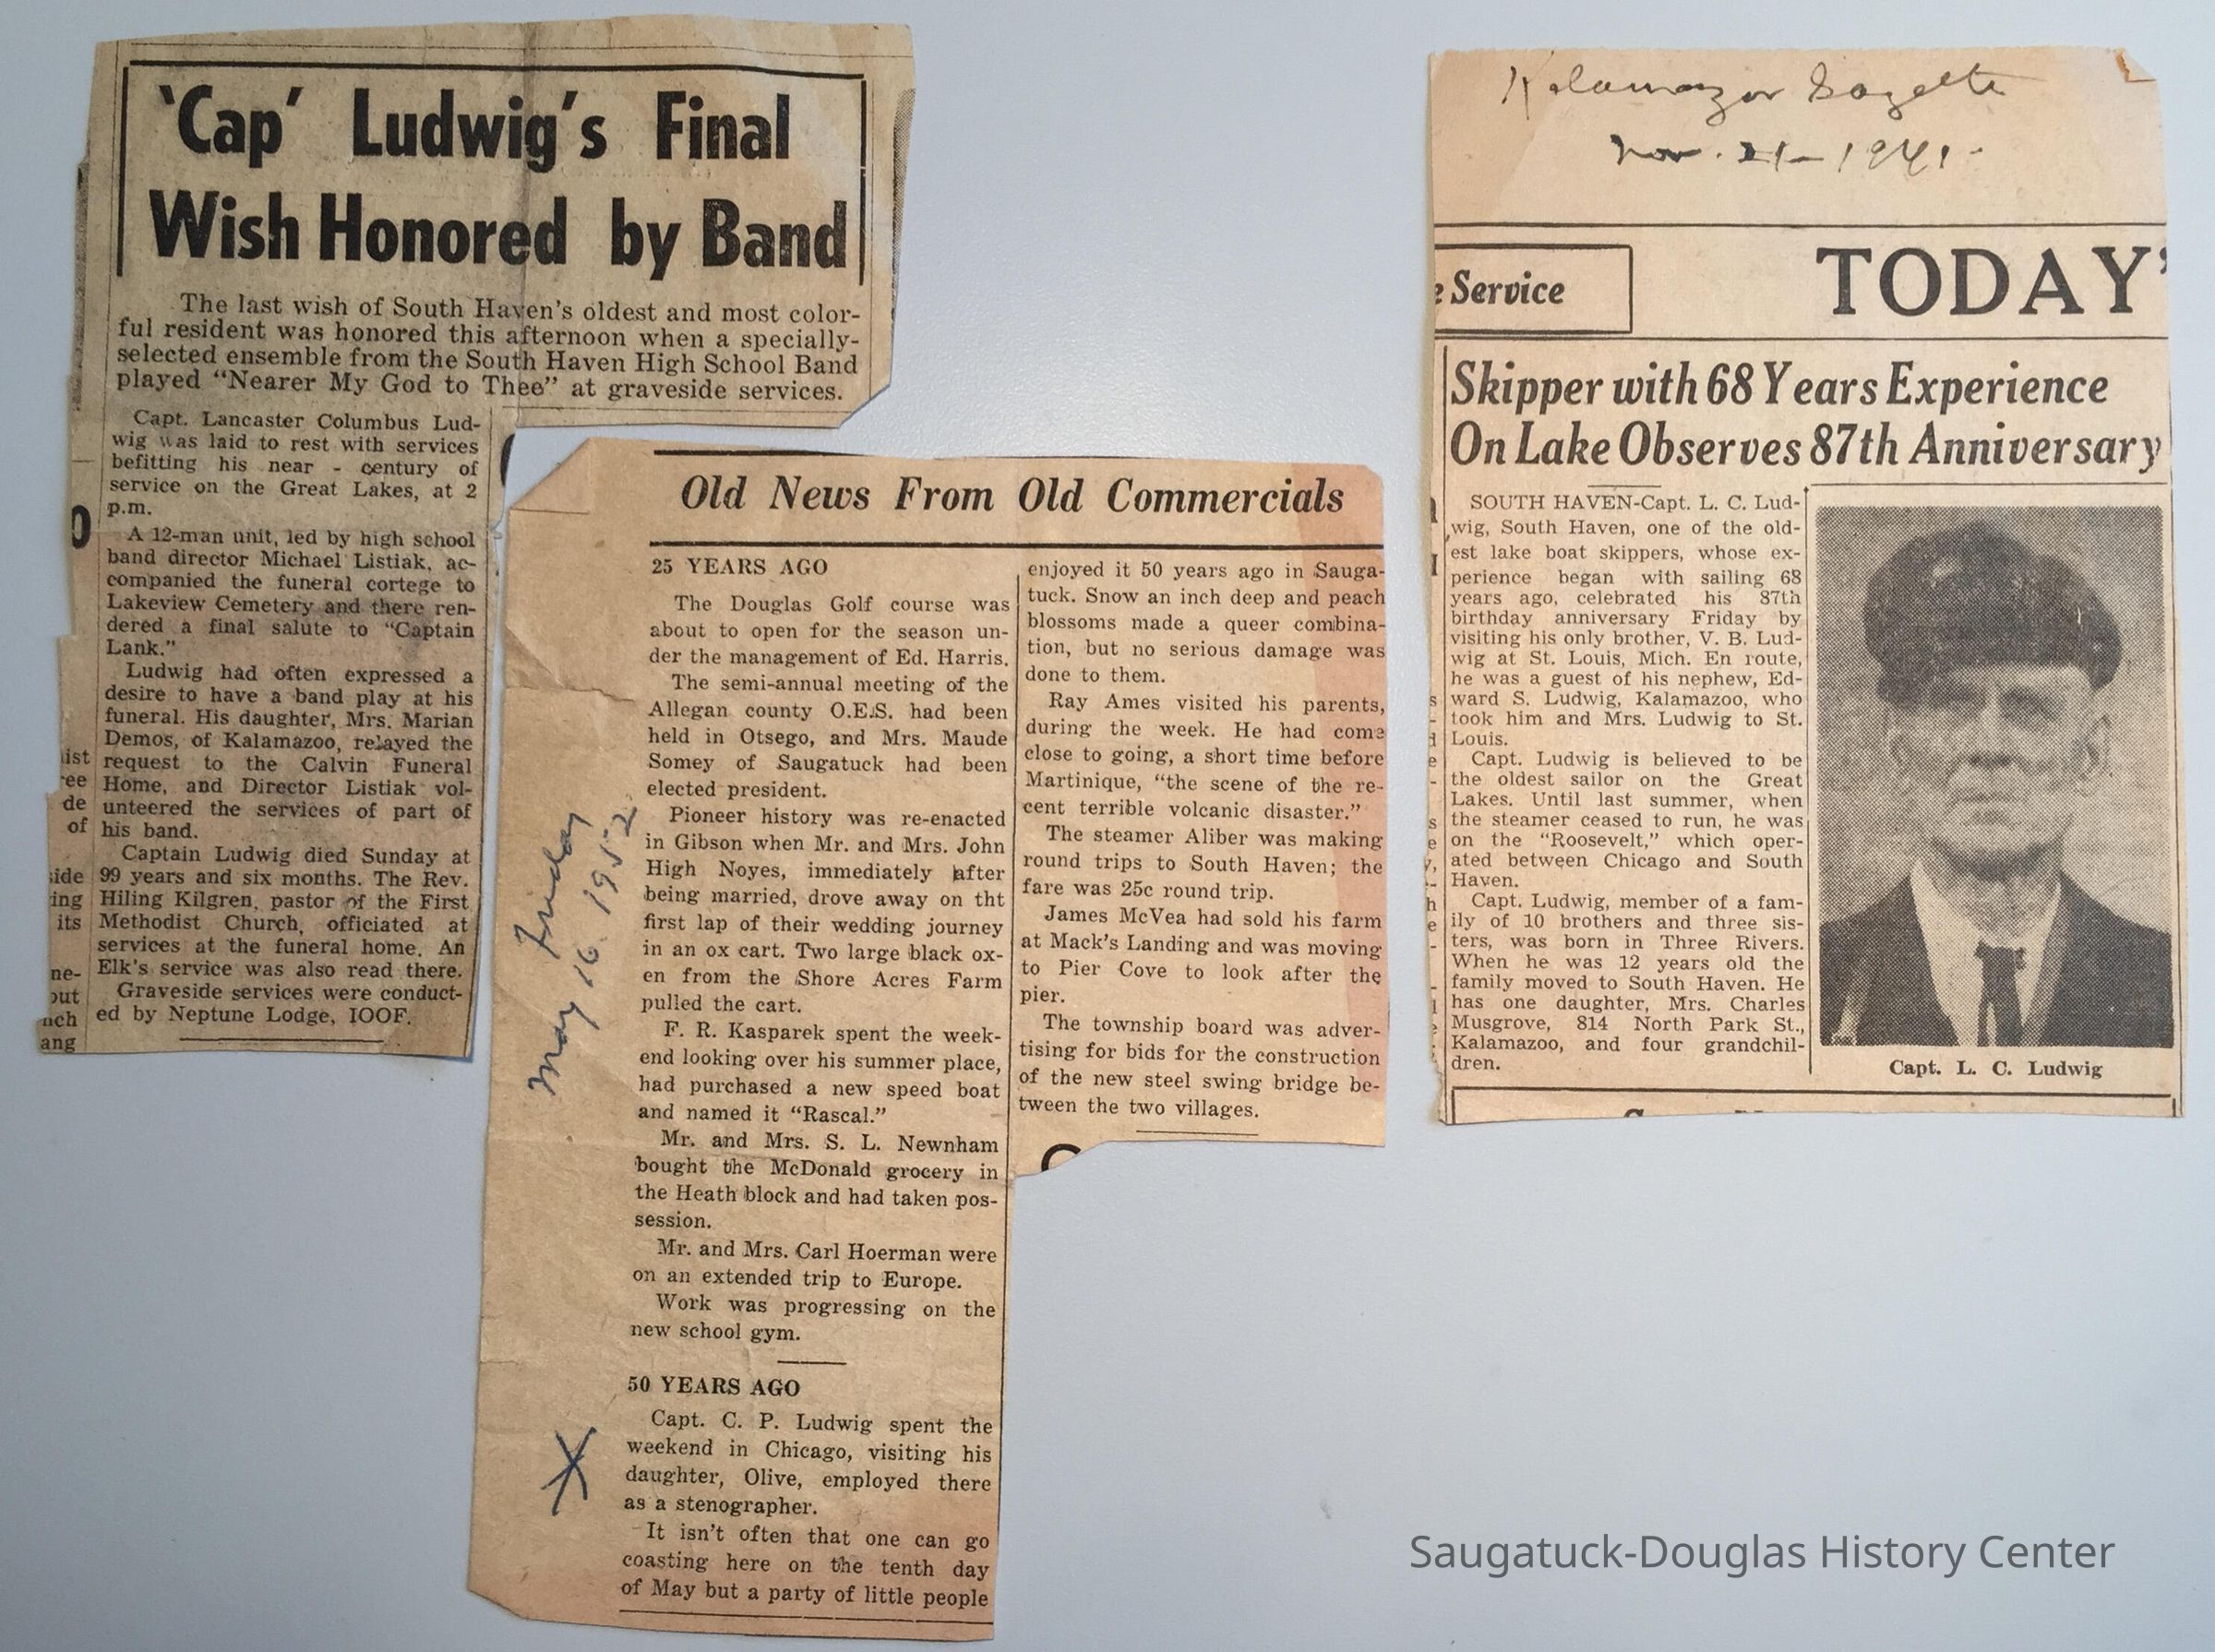 ‘Cap’ Ludwig’s Final
Wish Honored by Band
The last wish of South Haven’s oldest and most color-
ful resident was honored this afternoon when a specially-
selected ensemble from the South Haven High School Band
played “Nearer My God to Thee” at graveside services.
Capt. Lancaster Columbus Lud-
wig was laid to rest with services
befitting his near - century of
service on the Great Lakes, at 2
p.m.
A 12-man unit, led by high school
band director Michael Listiak, ac-
companied the funeral cortege to
Lakeview Cemetery and there ren-
dered a final salute to “Captain
Lank.”
Ludwig had often expressed a
desire to have a band play at his
funeral. His daughter, Mrs. Marian
Demos, of Kalamazoo, relayed the
request to the Calvin Funeral
Home, and Director Listiak vol-
unteered the services of part of
his band.
Captain Ludwig died Sunday at
99 years and six months. The Rev.
Hiling Kilgren, pastor of the First
Methodist Church, officiated at
services at the funeral home. An
Elk’s service was also read there.
Graveside services were conduct-
ed by Neptune Lodge, IOOF.
ist
ree
de
of
ide
ing
its
ne-
out
nch
ang
Old News From Old Commercials
Friday
May 16 1952
25 YEARS AGO
The Douglas Golf course was
about to open for the season un-
der the management of Ed. Harris.
The semi-annual meeting of the
Allegan county O.E.S. had been
held in Otsego, and Mrs. Maude
Somey of Saugatuck had been
elected president.
Pioneer history was re-enacted
in Gibson when Mr. and Mrs. John
High Noyes, immediately after
being married, drove away on tht
first lap of their wedding journey
in an ox cart. Two large black ox-
en from the Shore Acres Farm
pulled the cart.
F. R. Kasparek spent the week-
end looking over his summer place,
had purchased a new speed boat
and named it “Rascal.”
Mr. and Mrs. S. L. Newnham
bought the McDonald grocery in
the Heath block and had taken pos-
session.
Mr. and Mrs. Carl Hoerman were
on an extended trip to Europe.
Work was progressing on the
new school gym.
50 YEARS AGO
Capt. C. P. Ludwig spent the
weekend in Chicago, visiting his
daughter, Olive, employed there
as a stenographer.
It isn’t often that one can go
coasting here on the tenth day
of May but a party of little people
enjoyed it 50 years ago in Sauga-
tuck. Snow an inch deep and peach
blossoms made a queer combina-
tion, but no serious damage was
done to them.
Ray Ames visited his parents,
during the week. He had come
close to going, a short time before
Martinique, “the scene of the re-
cent terrible volcanic disaster.”
The steamer Aliber was making
round trips to South Haven; the
fare was 25c round trip.
James McVea had sold his farm
at Mack’s Landing and was moving
to Pier Cove to look after the
pier.
The township board was adver-
tising for bids for the construction
of the new steel swing bridge be-
tween the two villages.
Kalamazoo Gazette
Nov. 21-1941-
e Service
TODAY’
Skipper with 68 Years Experience
On Lake Observes 87th Anniversary
SOUTH HAVEN-Capt. L. C. Lud-
wig, South Haven, one of the old-
est lake boat skippers, whose ex-
perience began with sailing 68
years ago, celebrated his 87th
birthday anniversary Friday by
visiting his only brother, V. B. Lud-
wig at St. Louis, Mich. En route,
he was a guest of his nephew, Ed-
ward S. Ludwig, Kalamazoo, who
took him and Mrs. Ludwig to St.
Louis.
Capt. Ludwig is believed to be
the oldest sailor on the Great
Lakes. Until last summer, when
the steamer ceased to run, he was
on the “Roosevelt,” which oper-
ated between Chicago and South
Haven.
Capt. Ludwig, member of a fam-
ily of 10 brothers and three sis-
ters, was born in Three Rivers.
When he was 12 years old the
family moved to South Haven. He
has one daughter, Mrs. Charles
Musgrove, 814 North Park St.,
Kalamazoo, and four grandchil-
dren.
Capt. L. C. Ludwig
Saugatuck-Douglas History Center